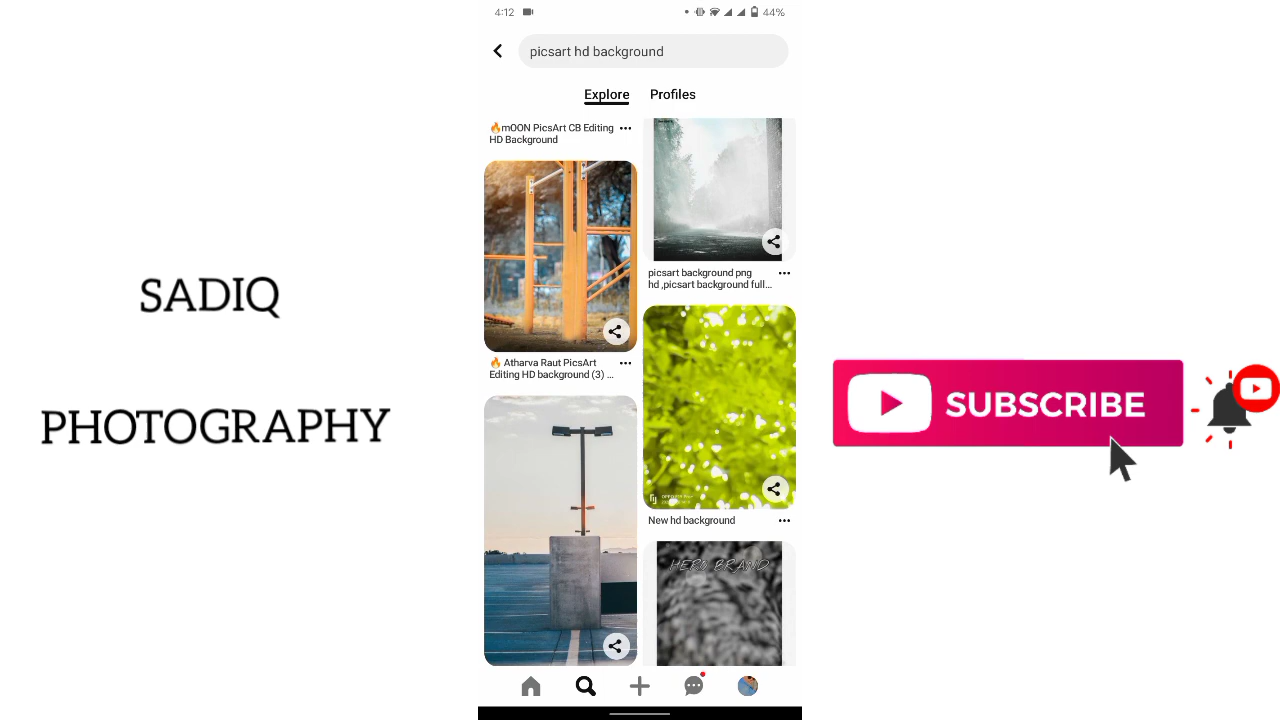 4:12
44%
picsart hd background
Explore Profiles
🔥mOON PicsArt CB Editing
HD Background
🔥 Atharva Raut PicsArt
Editing HD background (3) ...
picsart background png
hd ,picsart background full...
New hd background
HERO BRAND
SADIQ
PHOTOGRAPHY
SUBSCRIBE